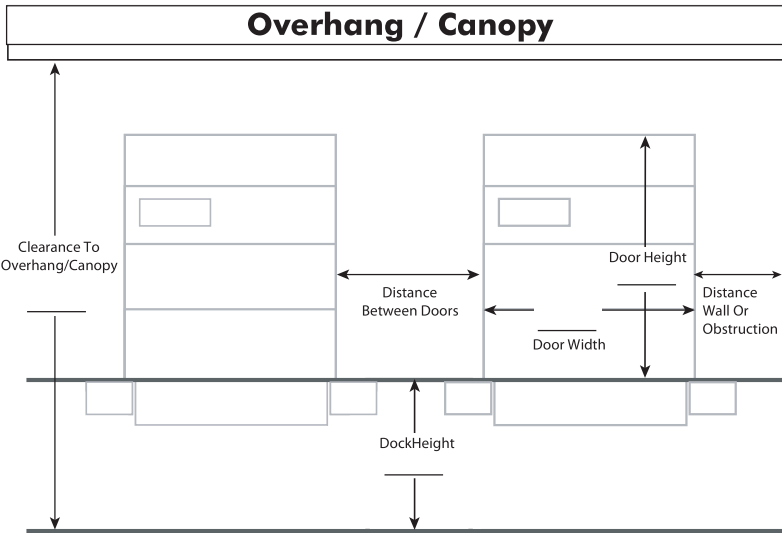 Overhang / Canopy
Clearance To
Overhang/Canopy
Distance
Between Doors
Door Height
Distance
Wall Or
Obstruction
Door Width
DockHeight